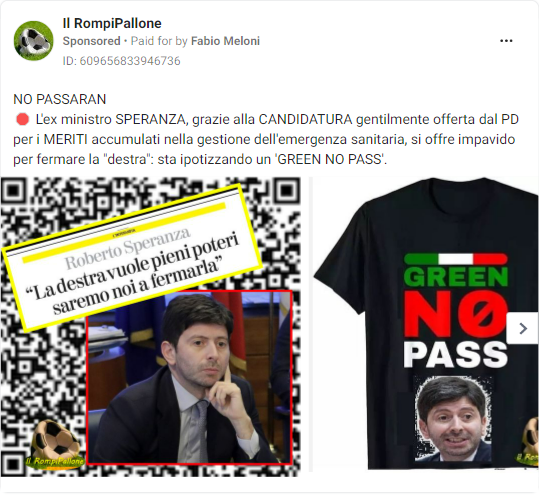 Il RompiPallone
Sponsored • Paid for by Fabio Meloni
ID: 609656833946736
NO PASSARAN
🛑 L'ex ministro SPERANZA, grazie alla CANDIDATURA gentilmente offerta dal PD
per i MERITI accumulati nella gestione dell'emergenza sanitaria, si offre impavido
per fermare la "destra": sta ipotizzando un 'GREEN NO PASS'.
Roberto Speranza
“La destra vuole pieni poteri
saremo noi a fermarla”
Il RompiPallone
GREEN
NO
PASS